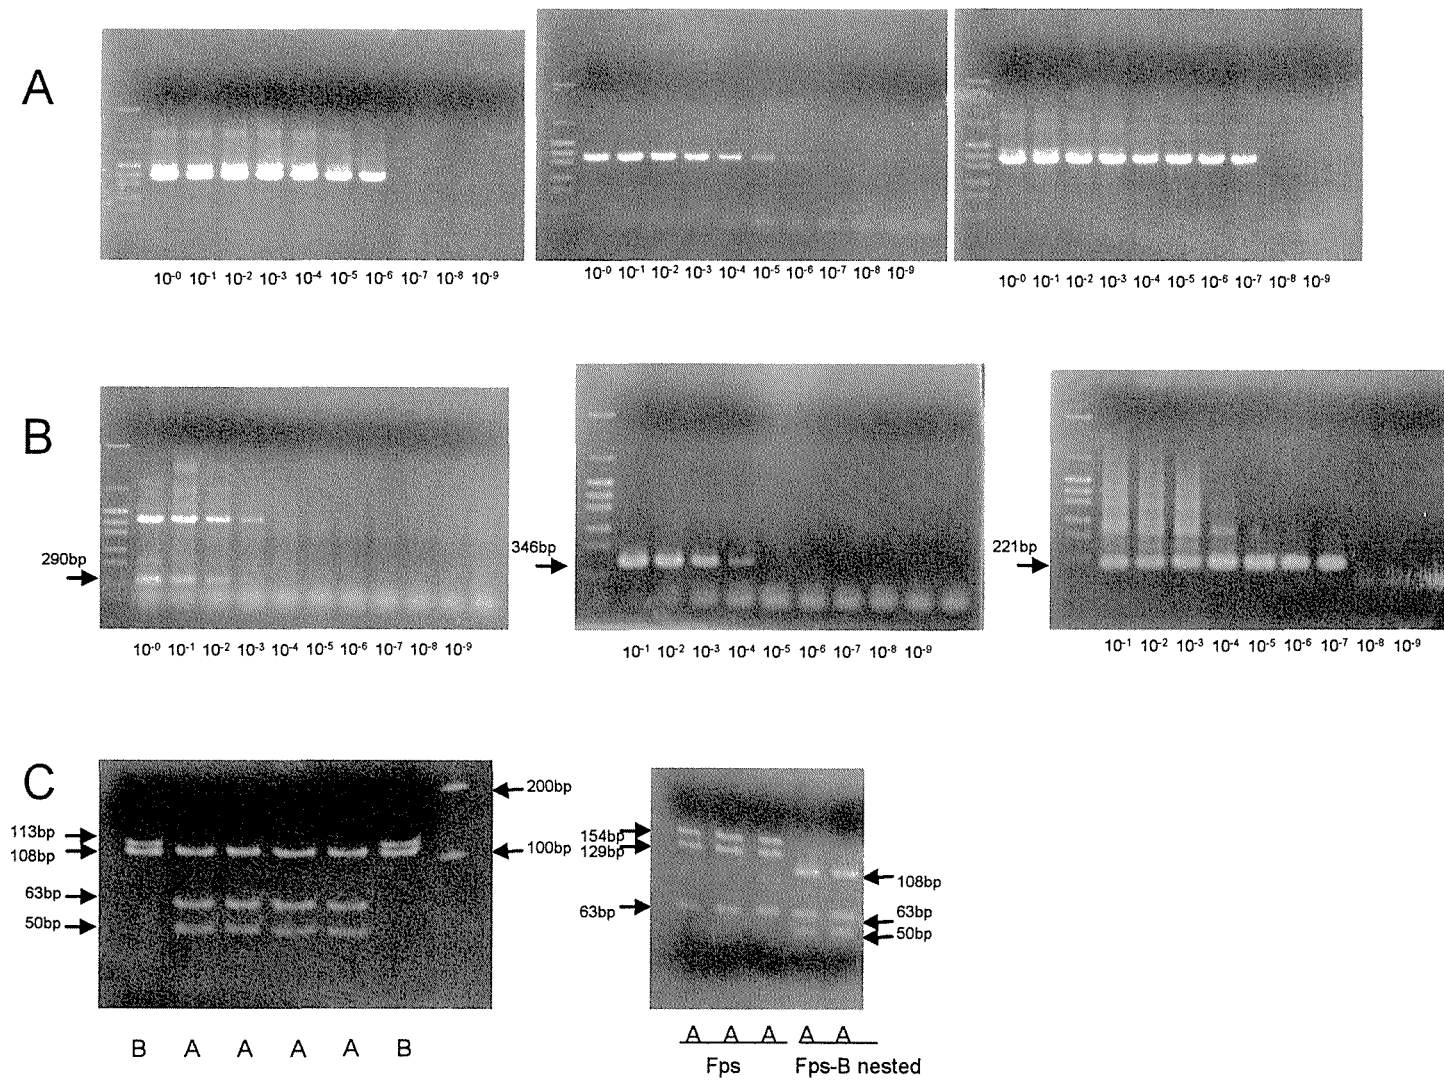 A
10-0 10-1 10-2 10-3 10-4 10-5 10-6 10-7 10-8 10-9
10-0 10-1 10-2 10-3 10-4 10-5 10-6 10-7 10-8 10-9
10-0 10-1 10-2 10-3 10-4 10-5 10-6 10-7 10-8 10-9
B
290bp
346bp
221bp
10-0 10-1 10-2 10-3 10-4 10-5 10-6 10-7 10-8 10-9
10-1 10-2 10-3 10-4 10-5 10-6 10-7 10-8 10-9
10-1 10-2 10-3 10-4 10-5 10-6 10-7 10-8 10-9
C
113bp
108bp
63bp
50bp
200bp
100bp
B A A A A B
154bp
129bp
63bp
108bp
63bp
50bp
A A A A A
Fps Fps-B nested